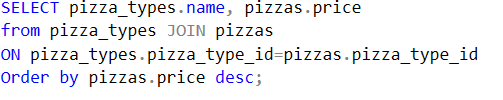 SELECT pizza_types.name, pizzas.price
from pizza_types JOIN pizzas
ON pizza_types.pizza_type_id=pizzas.pizza_type_id
Order by pizzas.price desc;